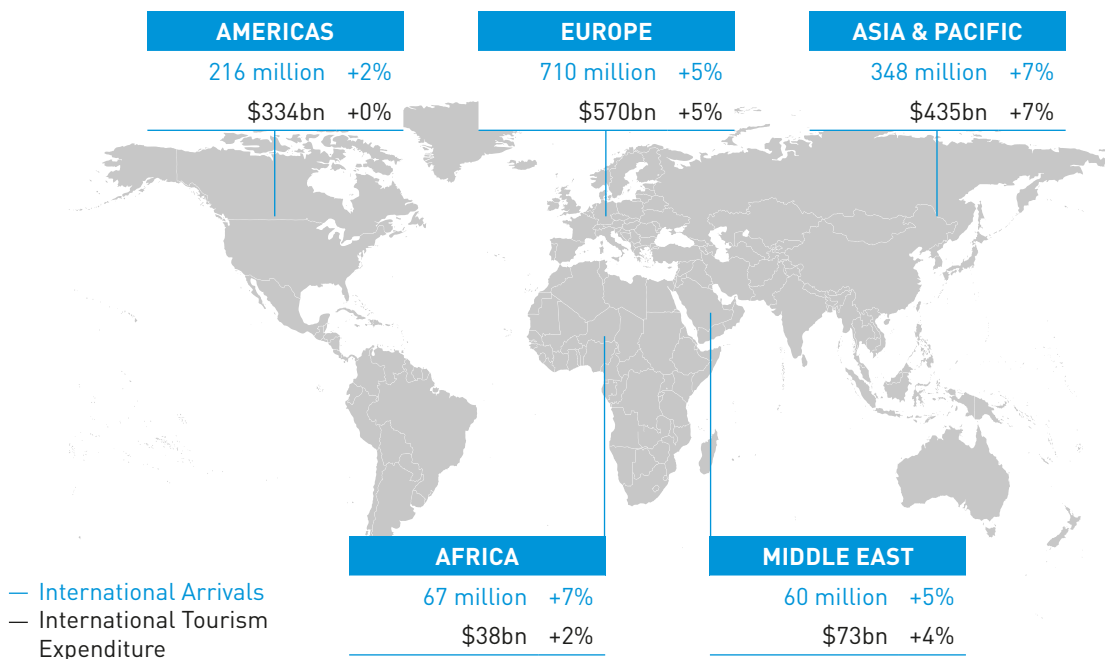 AMERICAS
216 million +2%
$334bn +0%
EUROPE
710 million +5%
$570bn +5%
ASIA & PACIFIC
348 million +7%
$435bn +7%
AFRICA
67 million +7%
$38bn +2%
MIDDLE EAST
60 million +5%
$73bn +4%
— International Arrivals
— International Tourism
Expenditure